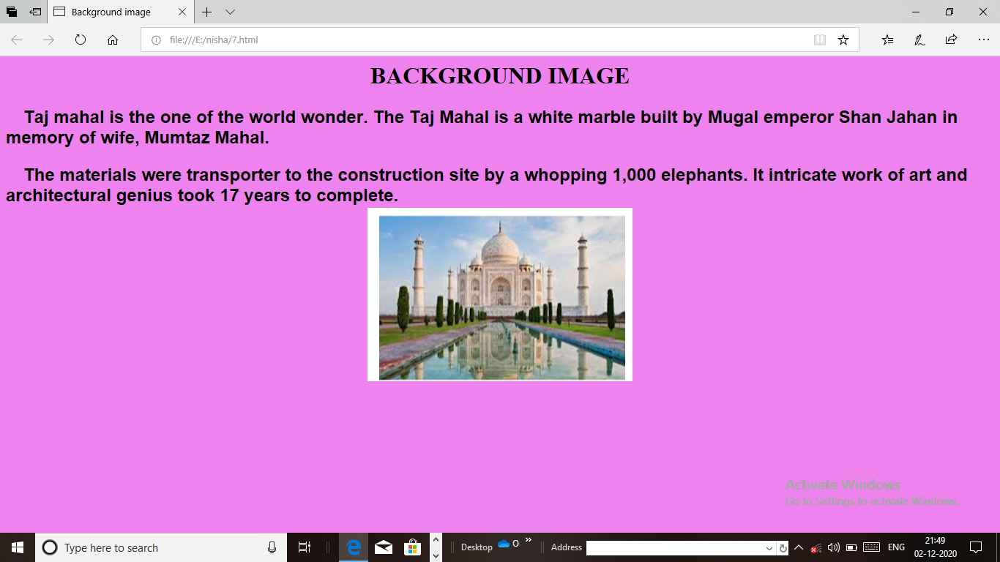 Background image
file:///E:/nisha/7.html
BACKGROUND IMAGE
Taj mahal is the one of the world wonder. The Taj Mahal is a white marble built by Mugal emperor Shan Jahan in
memory of wife, Mumtaz Mahal.
The materials were transporter to the construction site by a whopping 1,000 elephants. It intricate work of art and
architectural genius took 17 years to complete.
Activate Windows
Go to Settings to activate Windows.
Type here to search
Desktop
O
Address
ENG
21:49
02-12-2020